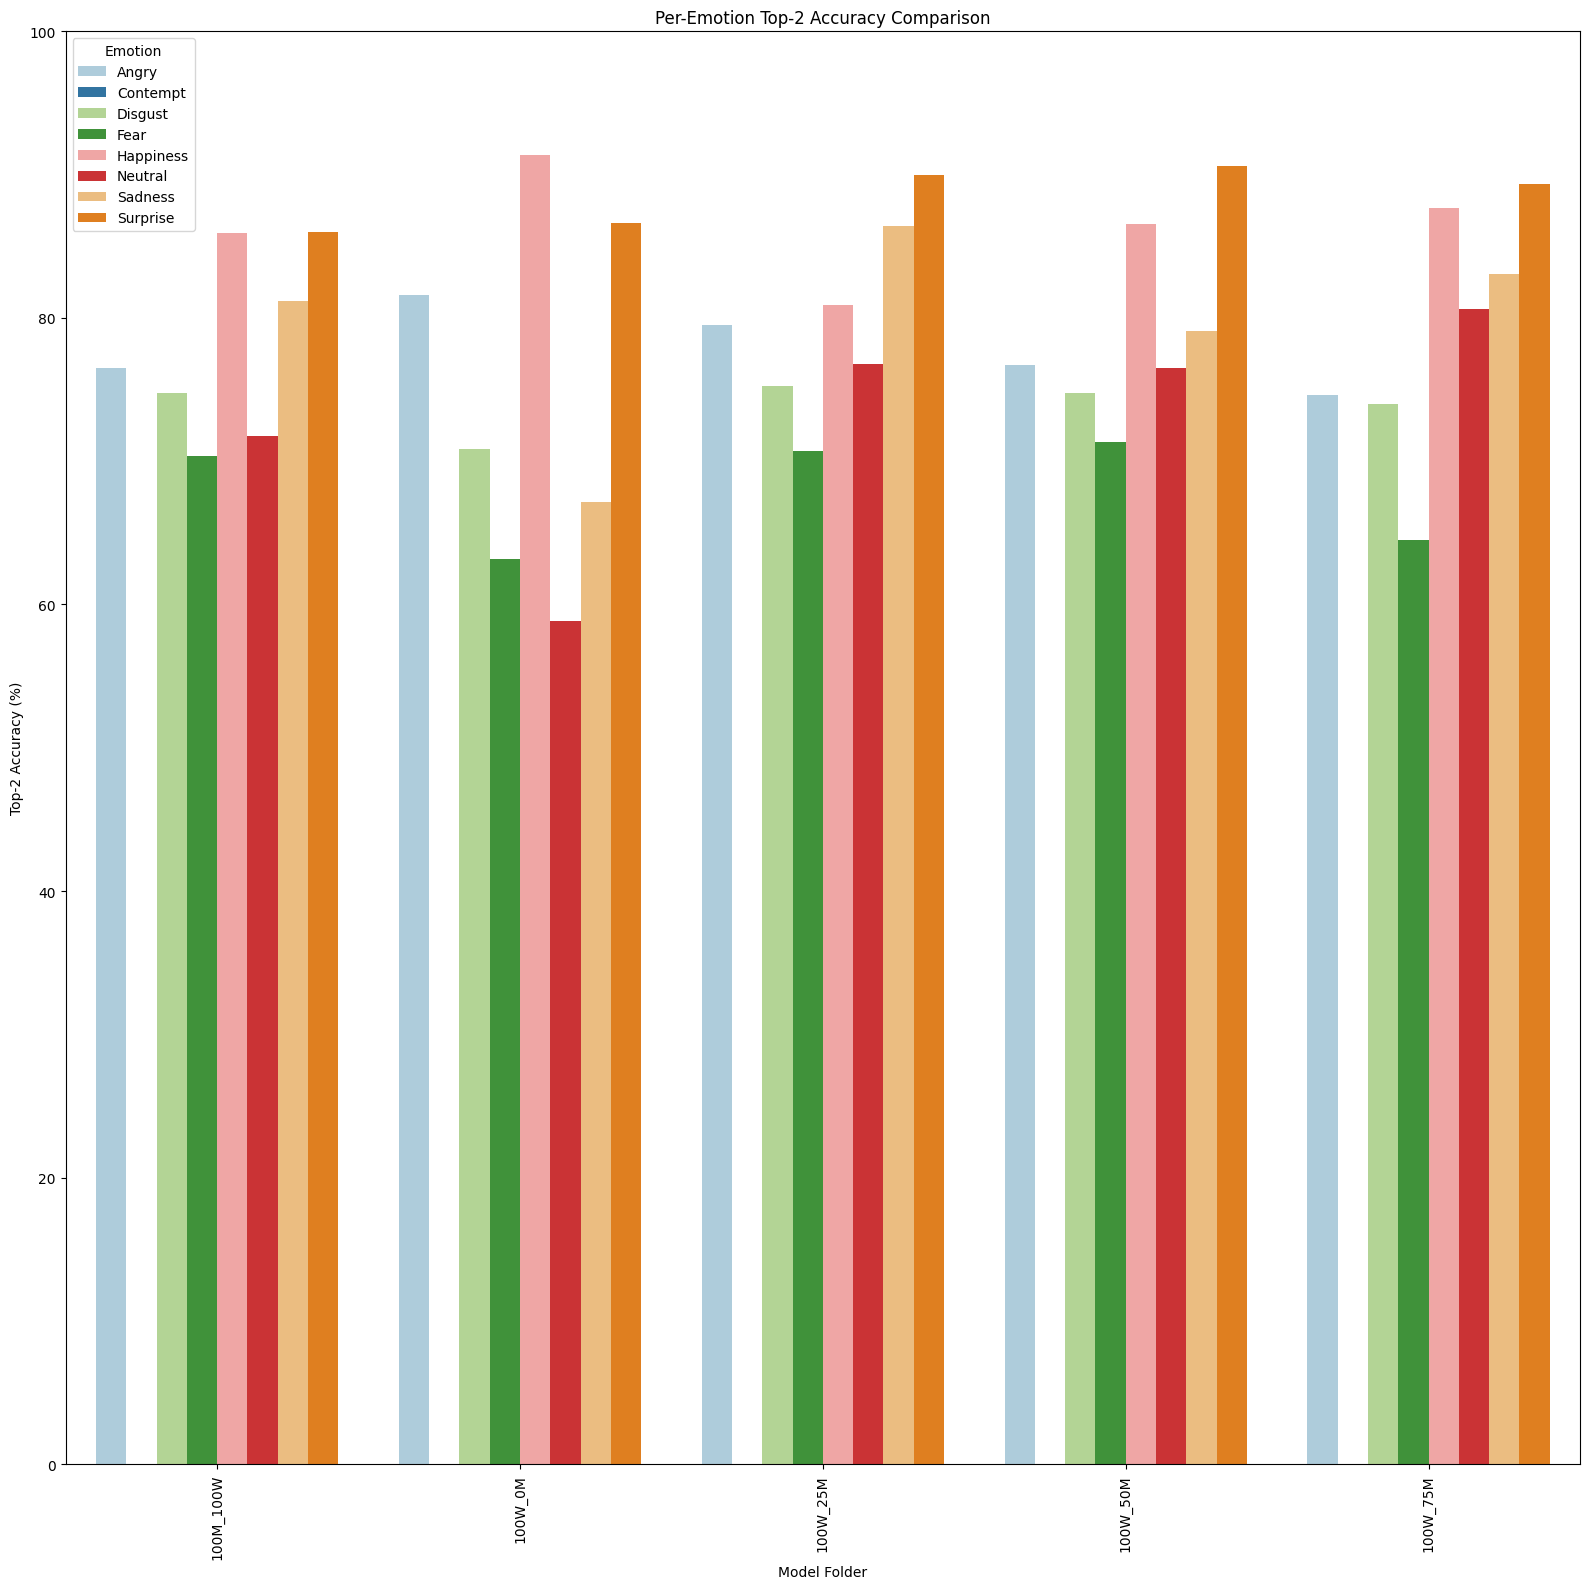 Per-Emotion Top-2 Accuracy Comparison
Emotion
Angry
Contempt
Disgust
Fear
Happiness
Neutral
Sadness
Surprise
100
80
60
40
20
0
Top-2 Accuracy (%)
100M_100W
100W_0M
100W_25M
100W_50M
100W_75M
Model Folder